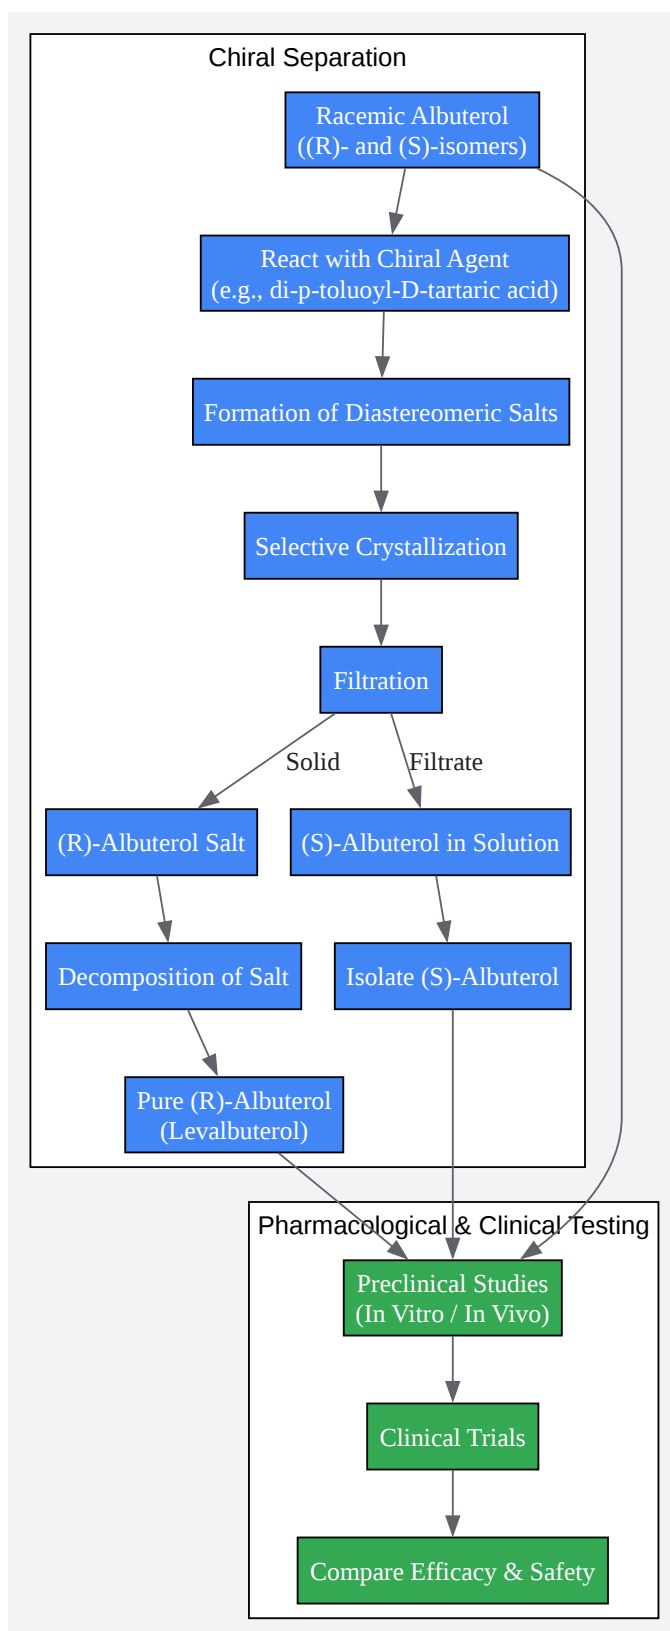 Chiral Separation
Racemic Albuterol
((R)- and (S)-isomers)
React with Chiral Agent
(e.g., di-p-toluoyl-D-tartaric acid)
Formation of Diastereomeric Salts
Selective Crystallization
Filtration
Solid
Filtrate
(R)-Albuterol Salt
(S)-Albuterol in Solution
Decomposition of Salt
Isolate (S)-Albuterol
Pure (R)-Albuterol
(Levalbuterol)
Pharmacological & Clinical Testing
Preclinical Studies
(In Vitro / In Vivo)
Clinical Trials
Compare Efficacy & Safety